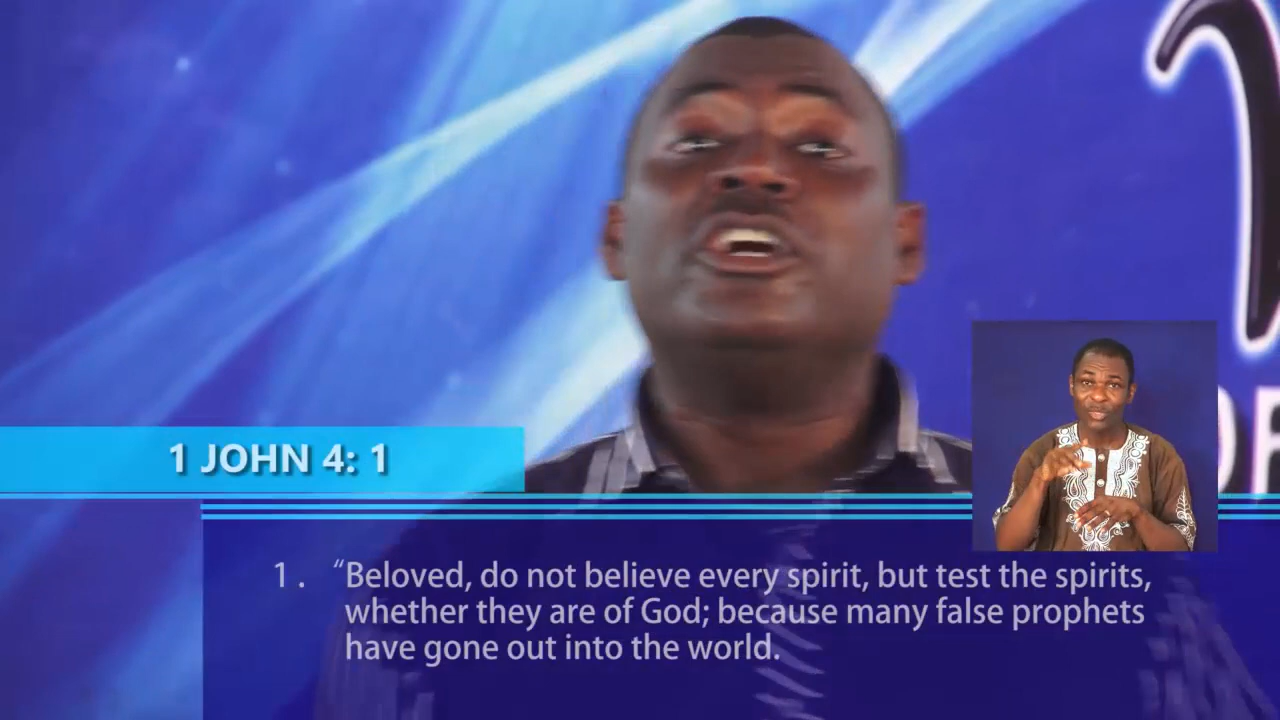 1 JOHN 4: 1
1. “Beloved, do not believe every spirit, but test the spirits,
whether they are of God; because many false prophets
have gone out into the world.